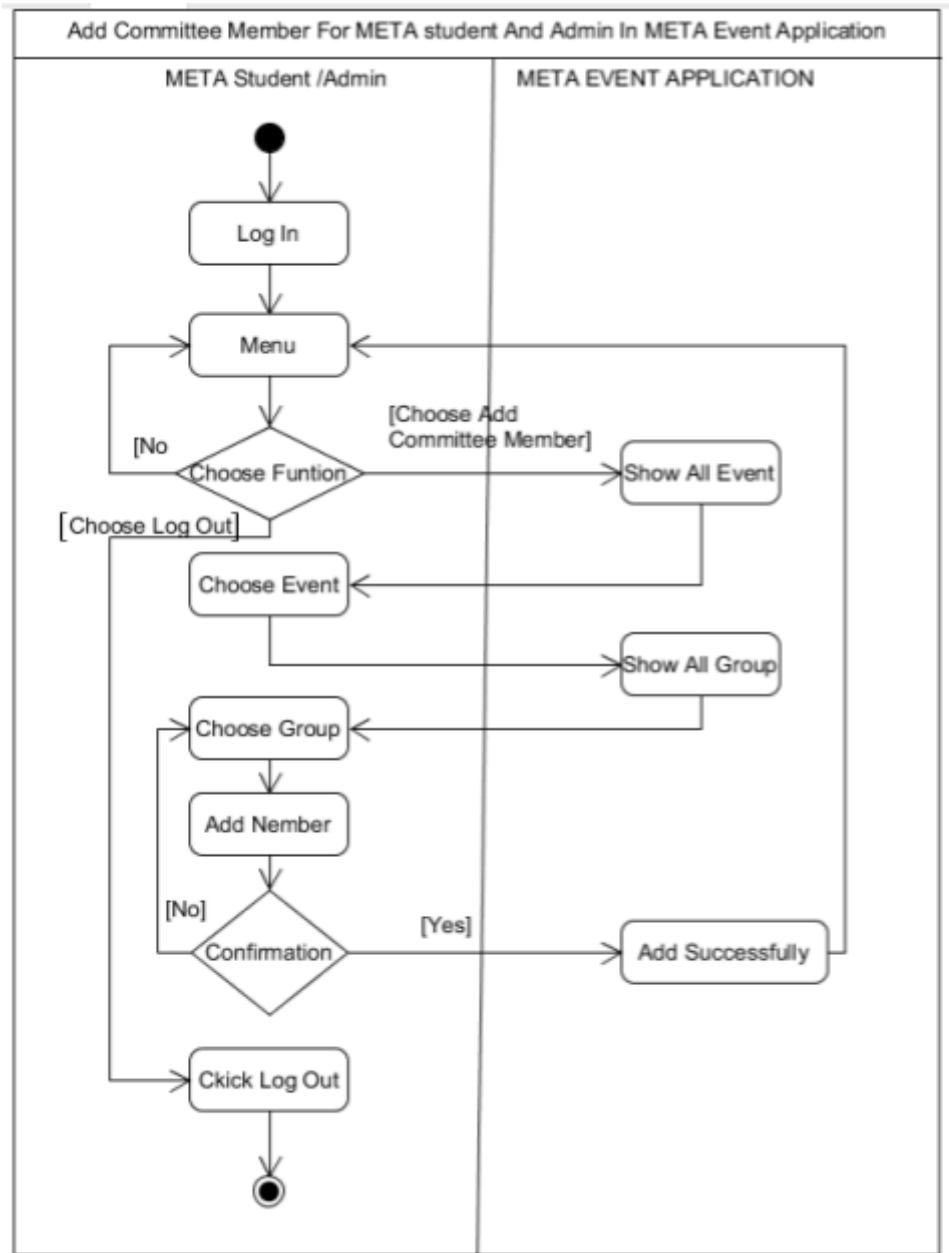 Add Committee Member For META student And Admin In META Event Application
META Student /Admin
META EVENT APPLICATION
Log In
Menu
[Choose Add
Committee Member]
[No
Choose Funtion
Show All Event
[Choose Log Out]
Choose Event
Show All Group
Choose Group
Add Nember
[No]
[Yes]
Confirmation
Add Successfully
Ckick Log Out